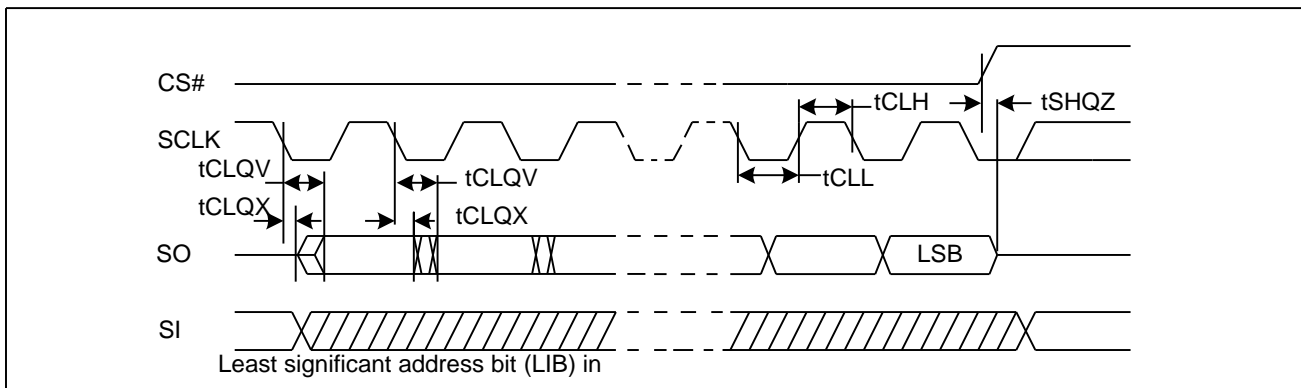 CS#
tCLH
tSHQZ
SCLK
tCLQV
tCLQV
tCLL
tCLQX
tCLQX
SO
LSB
SI
Least significant address bit (LIB) in